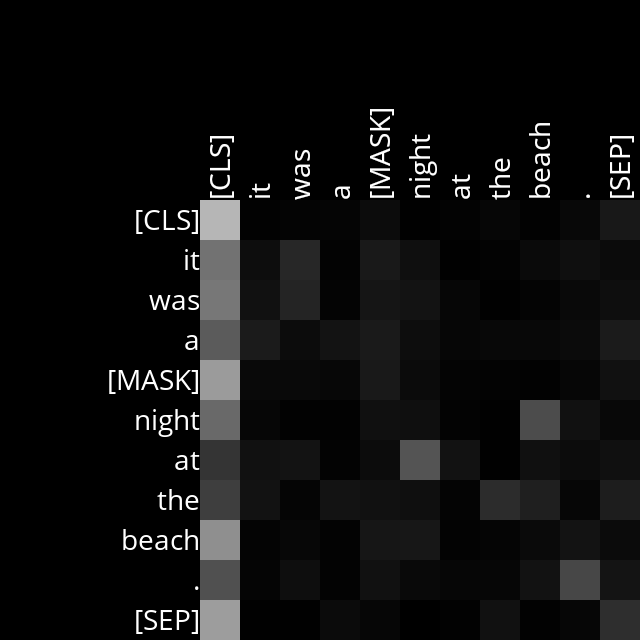 [CLS] it was a [MASK] night at the beach . [SEP]
[CLS]
it
was
a
[MASK]
night
at
the
beach
.
[SEP]